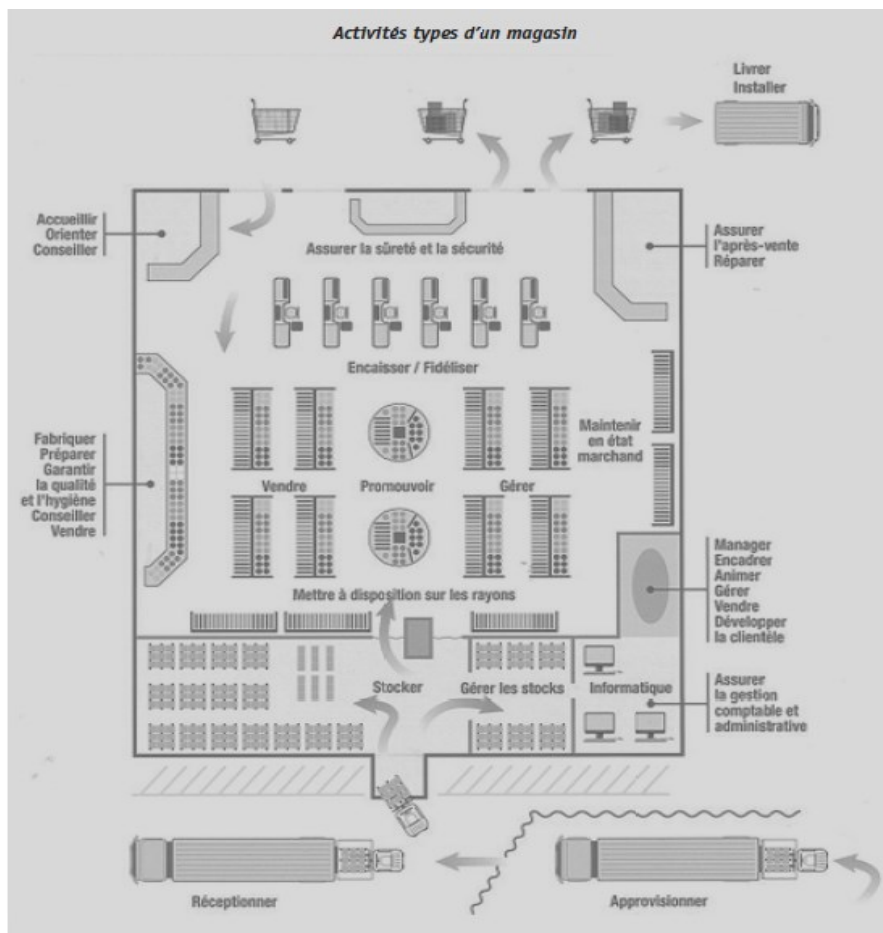 Activités types d'un magasin
Livrer
Installer
Accueillir
Orienter
Conseiller
Assurer la sûreté et la sécurité
Assurer
l'après-vente
Réparer
Encaisser / Fidéliser
Maintenir
en état
marchand
Fabriquer
Préparer
Garantir
la qualité
et l'hygiène
Conseiller
Vendre
Vendre
Promouvoir
Gérer
Mettre à disposition sur les rayons
Manager
Encadrer
Animer
Gérer
Vendre
Développer
la clientèle
Stocker
Gérer les stocks
Informatique
Assurer
la gestion
comptable et
administrative
Réceptionner
Approvisionner